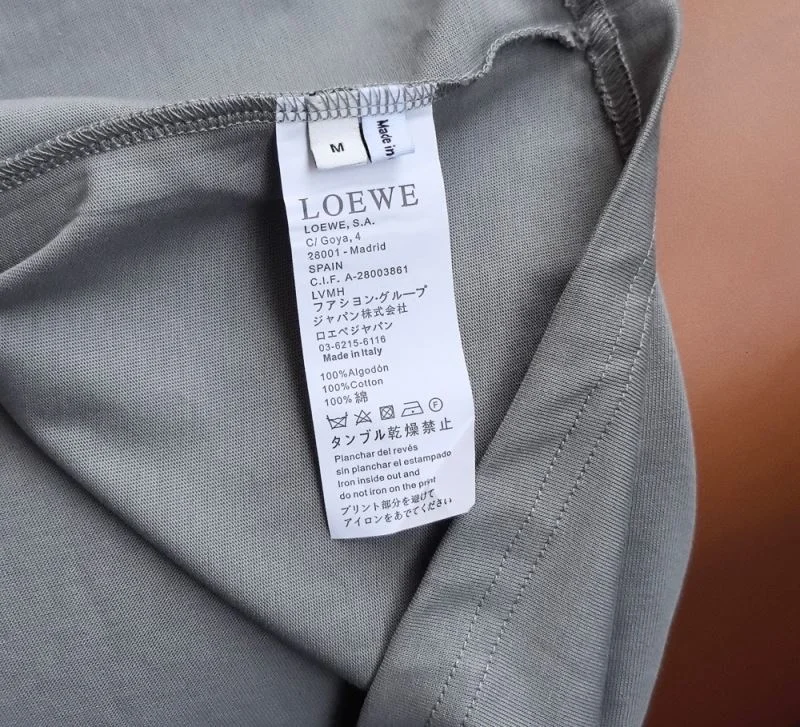 M
Made in
LOEWE
LOEWE, S.A.
C/ Goya, 4
28001 - Madrid
SPAIN
C.I.F. A-28003861
LVMH
ファション・グループ
ジャパン株式会社
ロエベジャパン
03-6215-6116
Made in Italy
100%Algodón
100%Cotton
100% 綿
F
タンブル乾燥禁止
Planchar del revés
sin planchar el estampado
Iron inside out and
do not iron on the print
プリント部分を避けて
アイロンをあでてください